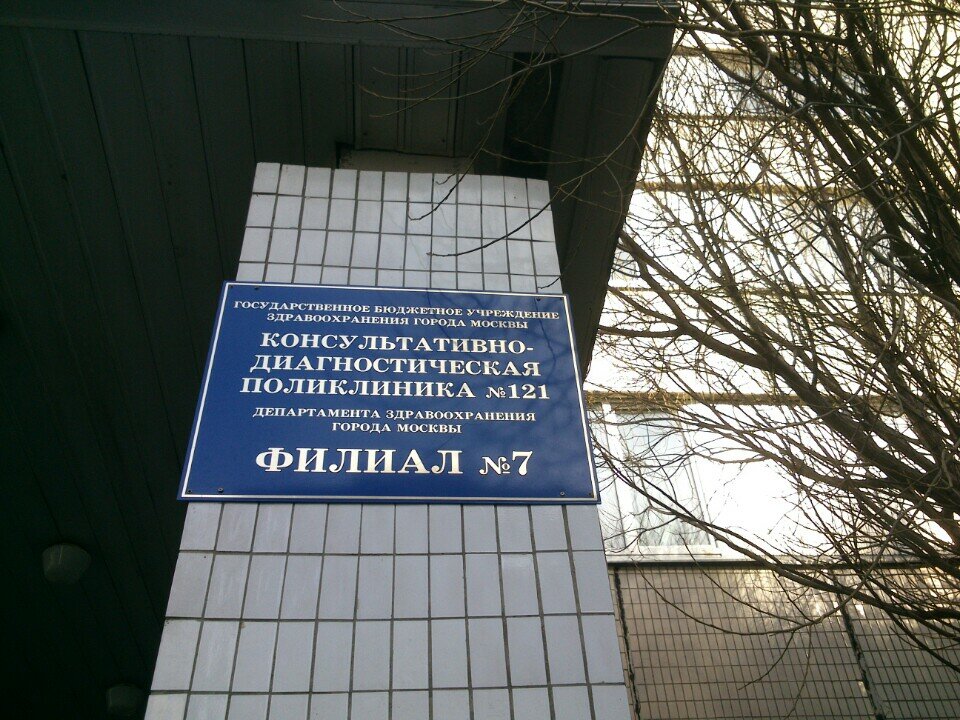 ГОСУДАРСТВЕННОЕ БЮДЖЕТНОЕ УЧРЕЖДЕНИЕ
ЗДРАВООХРАНЕНИЯ ГОРОДА МОСКВЫ
КОНСУЛЬТАТИВНО-
ДИАГНОСТИЧЕСКАЯ
ПОЛИКЛИНИКА №121
ДЕПАРТАМЕНТА ЗДРАВООХРАНЕНИЯ
ГОРОДА МОСКВЫ
ФИЛИАЛ №7